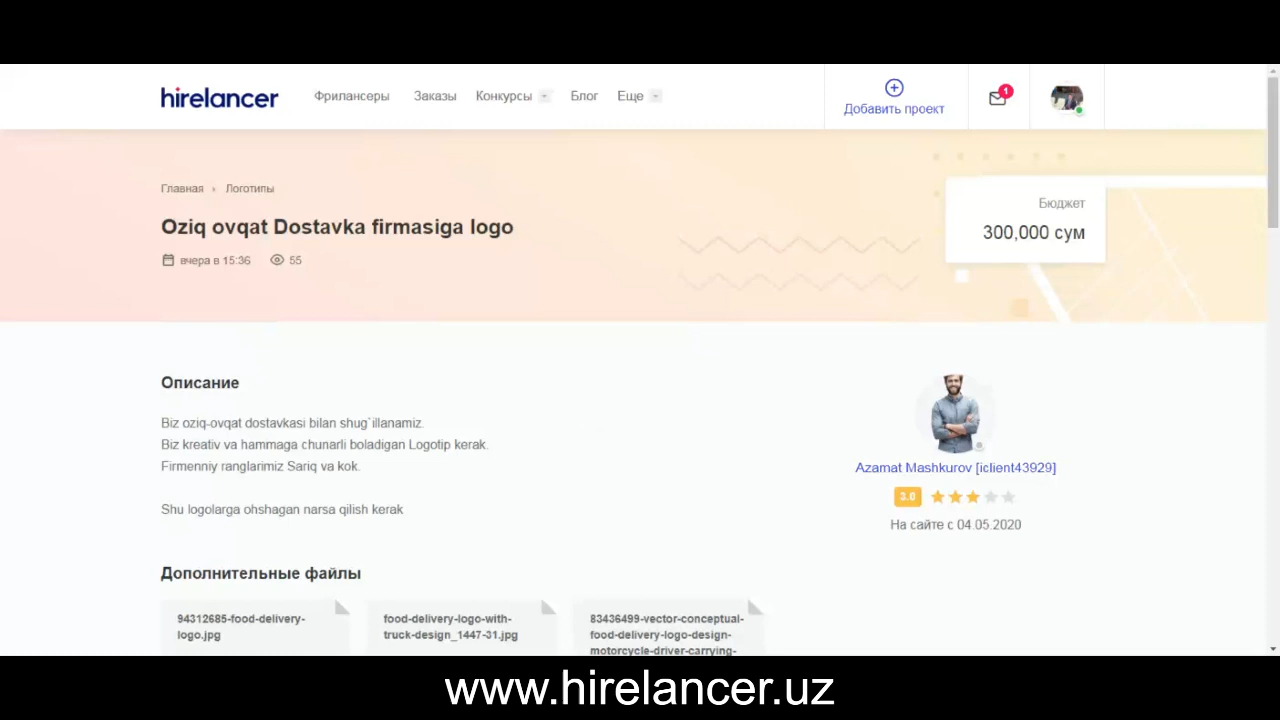 hirelancer
Фрилансеры Заказы Конкурсы Блог Еще
Добавить проект
1
Главная › Логотипы
Oziq ovqat Dostavka firmasiga logo
вчера в 15:36 55
Бюджет
300,000 сум
Описание
Biz oziq-ovqat dostavkasi bilan shug`illanamiz.
Biz kreativ va hammaga chunarli boladigan Logotip kerak.
Firmenniy ranglarimiz Sariq va kok.
Shu logolarga ohshagan narsa qilish kerak
Azamat Mashkurov [iclient43929]
3.0
На сайте с 04.05.2020
Дополнительные файлы
94312685-food-delivery-
logo.jpg
food-delivery-logo-with-
truck-design_1447-31.jpg
83436499-vector-conceptual-
food-delivery-logo-design-
motorcycle-driver-carrying-
www.hirelancer.uz